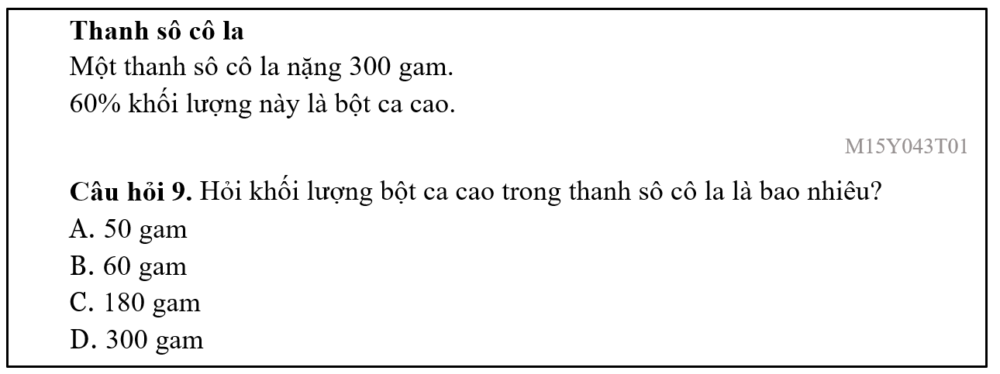 Thanh sô cô la
Một thanh sô cô la nặng 300 gam.
60% khối lượng này là bột ca cao.
M15Y043T01
Câu hỏi 9. Hỏi khối lượng bột ca cao trong thanh sô cô la là bao nhiêu?
A. 50 gam
B. 60 gam
C. 180 gam
D. 300 gam